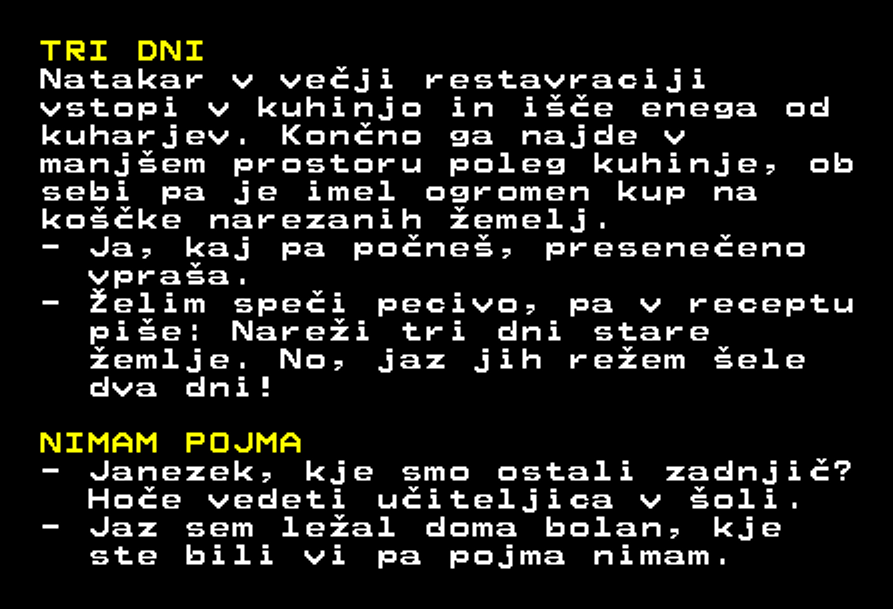 TRI DNI
Natakar v večji restavraciji
vstopi v kuhinjo in išče enega od
kuharjev. Končno ga najde v
manjšem prostoru poleg kuhinje, ob
sebi pa je imel ogromen kup na
koščke narezanih žemelj.
- Ja, kaj pa počneš, presenečeno
vpraša.
- Želim speči pecivo, pa v receptu
piše: Nareži tri dni stare
žemlje. No, jaz jih režem šele
dva dni!
NIMAM POJMA
- Janezek, kje smo ostali zadnjič?
Hoče vedeti učiteljica v šoli.
- Jaz sem ležal doma bolan, kje
ste bili vi pa pojma nimam.